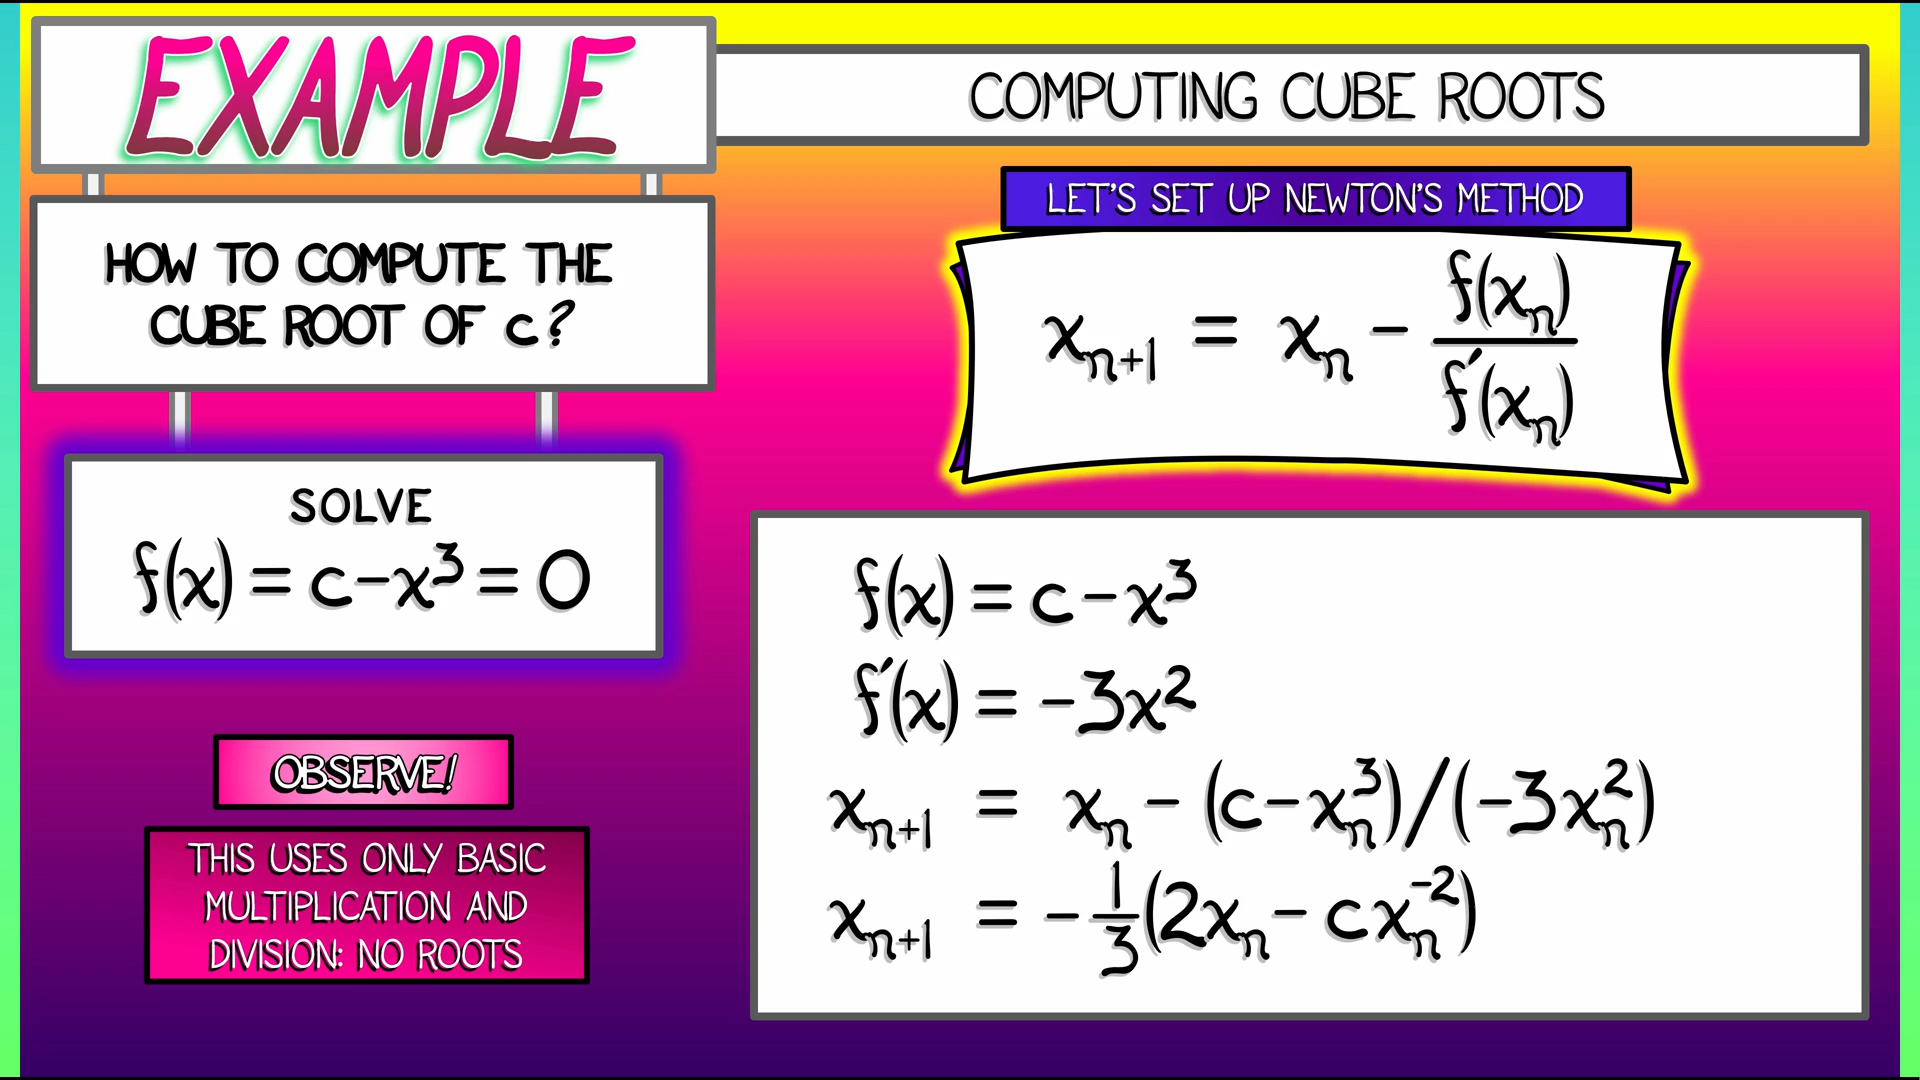 EXAMPLE
COMPUTING CUBE ROOTS
HOW TO COMPUTE THE
CUBE ROOT OF c?
SOLVE
f(x) = c-x³ = 0
OBSERVE!
THIS USES ONLY BASIC
MULTIPLICATION AND
DIVISION: NO ROOTS
LET'S SET UP NEWTON'S METHOD
xₙ₊₁ = xₙ - f(xₙ)/f′(xₙ)
f(x) = c-x³
f′(x) = -3x²
xₙ₊₁ = xₙ - (c-xₙ³)/(-3xₙ²)
xₙ₊₁ = -1/3(2xₙ - cxₙ⁻²)